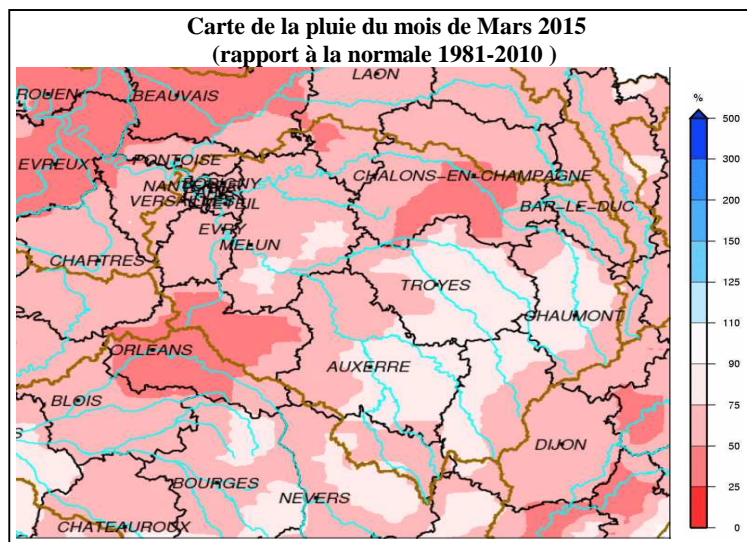 Carte de la pluie du mois de Mars 2015
(rapport à la normale 1981-2010 )
LAON
ROUEN
BEAUVAIS
%
500
EVREUX
PONTOISE
CHALONS-EN-CHAMPAGNE
300
VERSAILLES
BAR-LE-DUC
200
EVRY
MELUN
150
CHARTRES
125
TROYES
CHAUMONT
110
ORLEANS
90
AUXERRE
BLOIS
75
DIJON
50
BOURGES
NEVERS
25
CHATEAUROUX
0